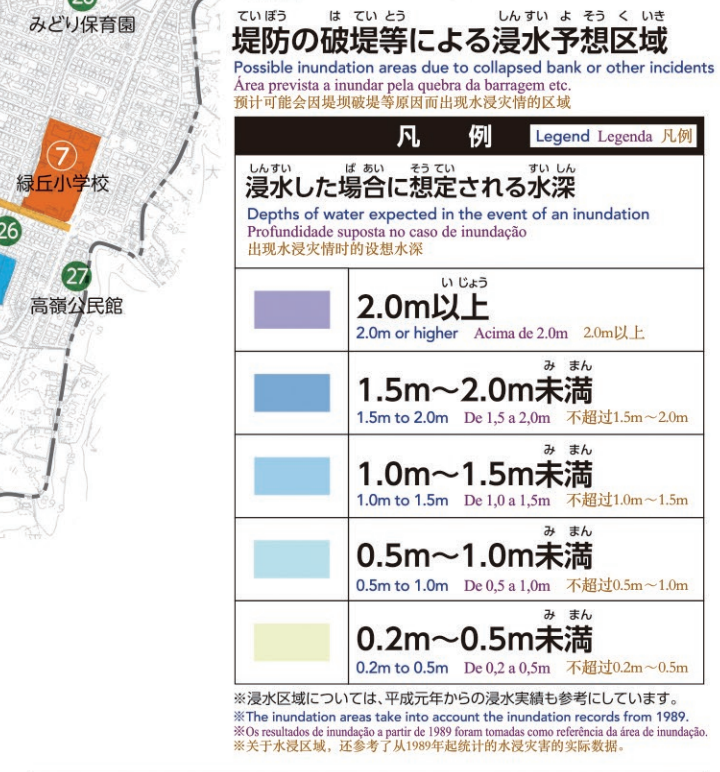 28
みどり保育園
7
緑丘小学校
26
27
高嶺公民館
ていぼう は てい とう しんすい よ そう く いき
堤防の破堤等による浸水予想区域
Possible inundation areas due to collapsed bank or other incidents
Área prevista a inundar pela quebra da barragem etc.
预计可能会因堤坝破堤等原因而出现水浸灾情的区域
凡 例 Legend Legenda 凡例
しんすい ば あい そうてい すい しん
浸水した場合に想定される水深
Depths of water expected in the event of an inundation
Profundidade suposta no caso de inundação
出现水浸灾情时的设想水深
い じょう
2.0m以上
2.0m or higher Acima de 2.0m 2.0m以上
み まん
1.5m～2.0m未満
1.5m to 2.0m De 1,5 a 2,0m 不超过1.5m～2.0m
み まん
1.0m～1.5m未満
1.0m to 1.5m De 1,0 a 1,5m 不超过1.0m～1.5m
み まん
0.5m～1.0m未満
0.5m to 1.0m De 0,5 a 1,0m 不超过0.5m～1.0m
み まん
0.2m～0.5m未満
0.2m to 0.5m De 0,2 a 0,5m 不超过0.2m～0.5m
※浸水区域については、平成元年からの浸水実績も参考にしています。
※The inundation areas take into account the inundation records from 1989.
※Os resultados de inundação a partir de 1989 foram tomadas como referência da área de inundação.
※关于水浸区域，还参考了从1989年起统计的水浸灾害的实际数据。